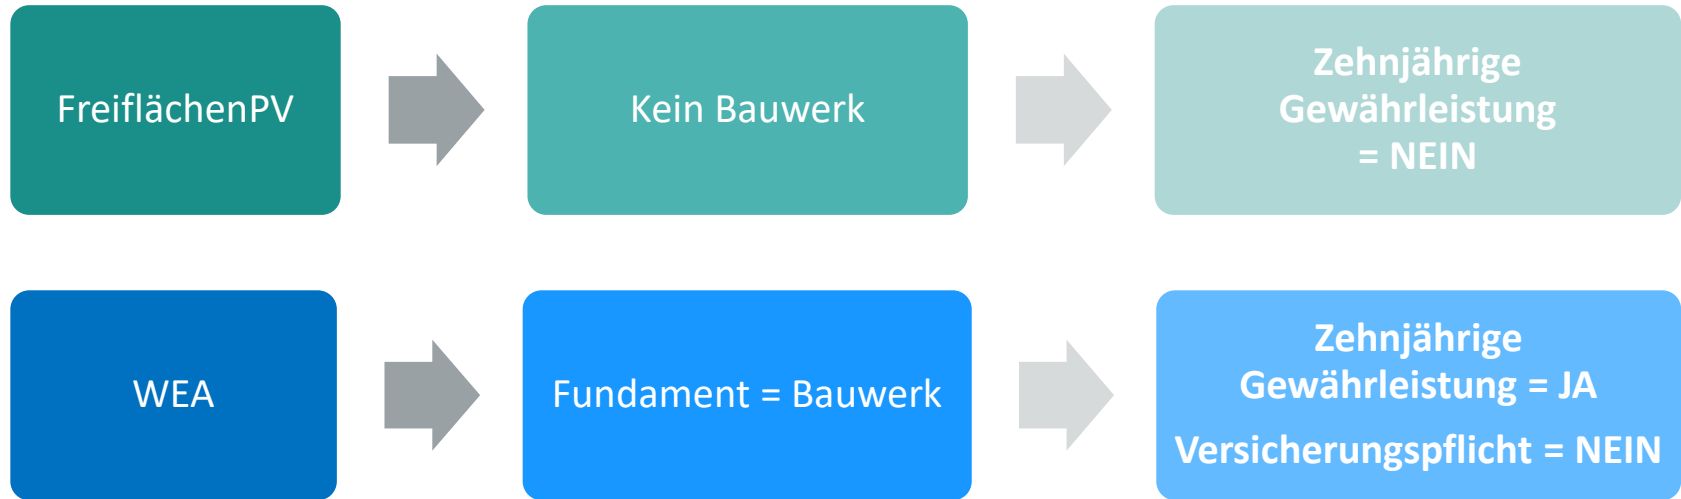 FreiflächenPV
Kein Bauwerk
Zehnjährige
Gewährleistung
= NEIN
WEA
Fundament = Bauwerk
Zehnjährige
Gewährleistung = JA
Versicherungspflicht = NEIN